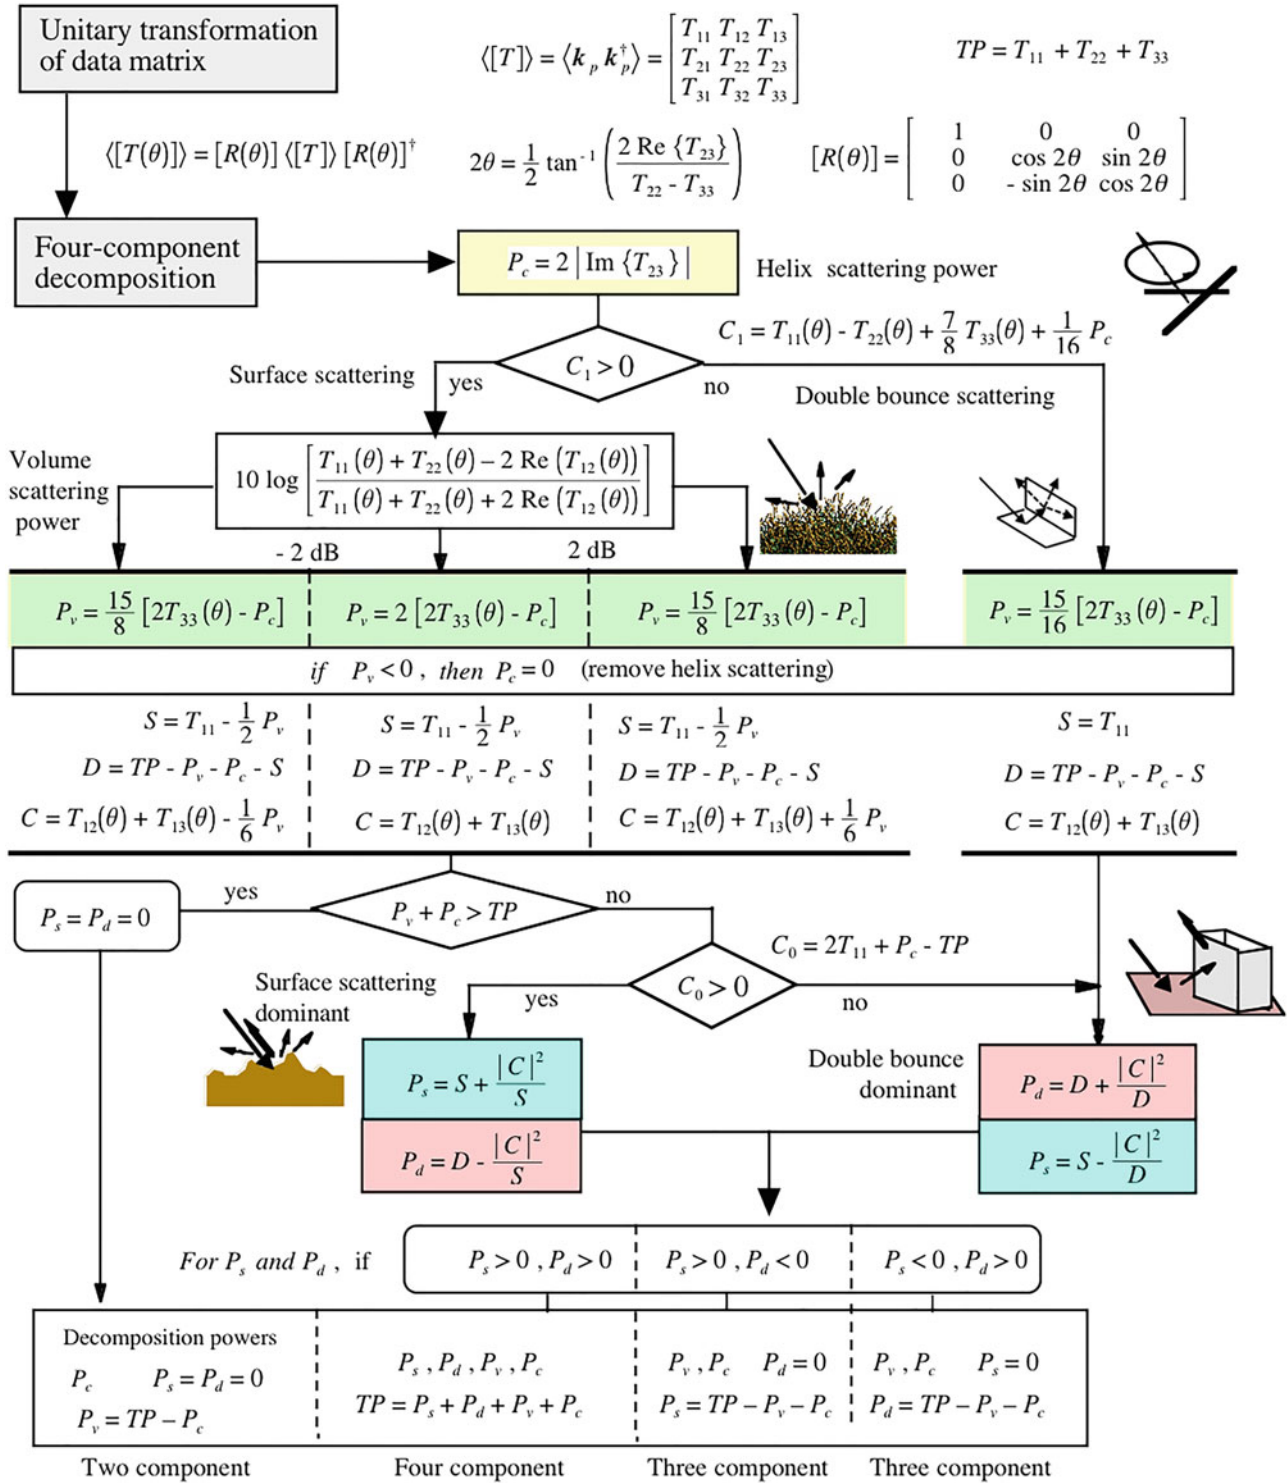 Unitary transformation
of data matrix
⟨[T]⟩ = ⟨k_p k_p^†⟩ = [ T₁₁ T₁₂ T₁₃
T₂₁ T₂₂ T₂₃
T₃₁ T₃₂ T₃₃ ]
TP = T₁₁ + T₂₂ + T₃₃
⟨[T(θ)]⟩ = [R(θ)] ⟨[T]⟩ [R(θ)]^†
2θ = 1/2 tan⁻¹ ( 2 Re {T₂₃} / T₂₂ - T₃₃ )
[R(θ)] = [ 1 0 0
0 cos 2θ sin 2θ
0 - sin 2θ cos 2θ ]
Four-component
decomposition
P_c = 2 | Im {T₂₃} |
Helix scattering power
C₁ = T₁₁(θ) - T₂₂(θ) + 7/8 T₃₃(θ) + 1/16 P_c
C₁ > 0
Surface scattering
yes
no
Double bounce scattering
Volume
scattering
power
10 log [ T₁₁(θ) + T₂₂(θ) – 2 Re (T₁₂(θ)) / T₁₁(θ) + T₂₂(θ) + 2 Re (T₁₂(θ)) ]
- 2 dB
2 dB
P_v = 15/8 [2T₃₃(θ) - P_c]
P_v = 2 [2T₃₃(θ) - P_c]
P_v = 15/8 [2T₃₃(θ) - P_c]
P_v = 15/16 [2T₃₃(θ) - P_c]
if P_v < 0 , then P_c = 0 (remove helix scattering)
S = T₁₁ - 1/2 P_v
S = T₁₁ - 1/2 P_v
S = T₁₁ - 1/2 P_v
S = T₁₁
D = TP - P_v - P_c - S
D = TP - P_v - P_c - S
D = TP - P_v - P_c - S
D = TP - P_v - P_c - S
C = T₁₂(θ) + T₁₃(θ) - 1/6 P_v
C = T₁₂(θ) + T₁₃(θ)
C = T₁₂(θ) + T₁₃(θ) + 1/6 P_v
C = T₁₂(θ) + T₁₃(θ)
yes
P_v + P_c > TP
no
P_s = P_d = 0
C₀ = 2T₁₁ + P_c - TP
C₀ > 0
yes
no
Surface scattering
dominant
Double bounce
dominant
P_s = S + |C|²/S
P_d = D - |C|²/S
P_d = D + |C|²/D
P_s = S - |C|²/D
For P_s and P_d , if
P_s > 0 , P_d > 0
P_s > 0 , P_d < 0
P_s < 0 , P_d > 0
Decomposition powers
P_c P_s = P_d = 0
P_v = TP – P_c
P_s , P_d , P_v , P_c
TP = P_s + P_d + P_v + P_c
P_v , P_c P_d = 0
P_s = TP – P_v – P_c
P_v , P_c P_s = 0
P_d = TP – P_v – P_c
Two component
Four component
Three component
Three component